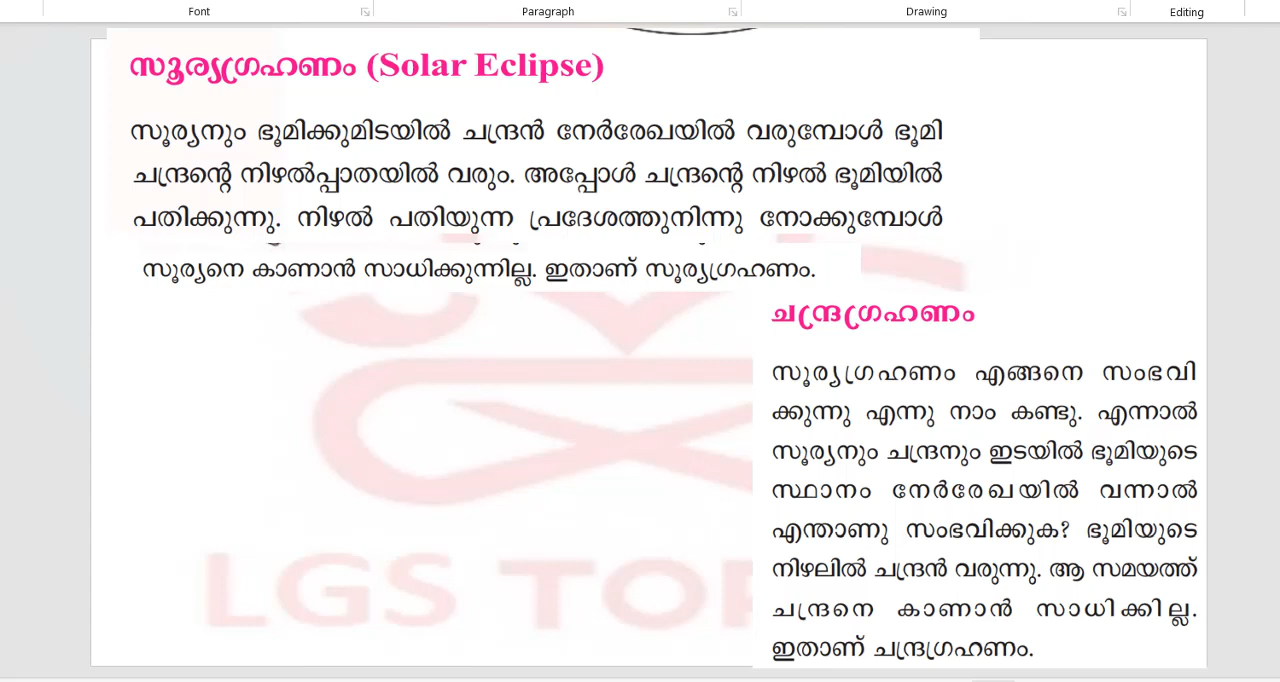 Font
Paragraph
Drawing
Editing
സൂര്യഗ്രഹണം (Solar Eclipse)
സൂര്യനും ഭൂമിക്കുമിടയിൽ ചന്ദ്രൻ നേർരേഖയിൽ വരുമ്പോൾ ഭൂമി
ചന്ദ്രന്റെ നിഴൽപ്പാതയിൽ വരും. അപ്പോൾ ചന്ദ്രന്റെ നിഴൽ ഭൂമിയിൽ
പതിക്കുന്നു. നിഴൽ പതിയുന്ന പ്രദേശത്തുനിന്നു നോക്കുമ്പോൾ
സൂര്യനെ കാണാൻ സാധിക്കുന്നില്ല. ഇതാണ് സൂര്യഗ്രഹണം.
ചന്ദ്രഗ്രഹണം
സൂര്യഗ്രഹണം എങ്ങനെ സംഭവി
ക്കുന്നു എന്നു നാം കണ്ടു. എന്നാൽ
സൂര്യനും ചന്ദ്രനും ഇടയിൽ ഭൂമിയുടെ
സ്ഥാനം നേർരേഖയിൽ വന്നാൽ
എന്താണു സംഭവിക്കുക? ഭൂമിയുടെ
നിഴലിൽ ചന്ദ്രൻ വരുന്നു. ആ സമയത്ത്
ചന്ദ്രനെ കാണാൻ സാധിക്കില്ല.
ഇതാണ് ചന്ദ്രഗ്രഹണം.
LGS TOP